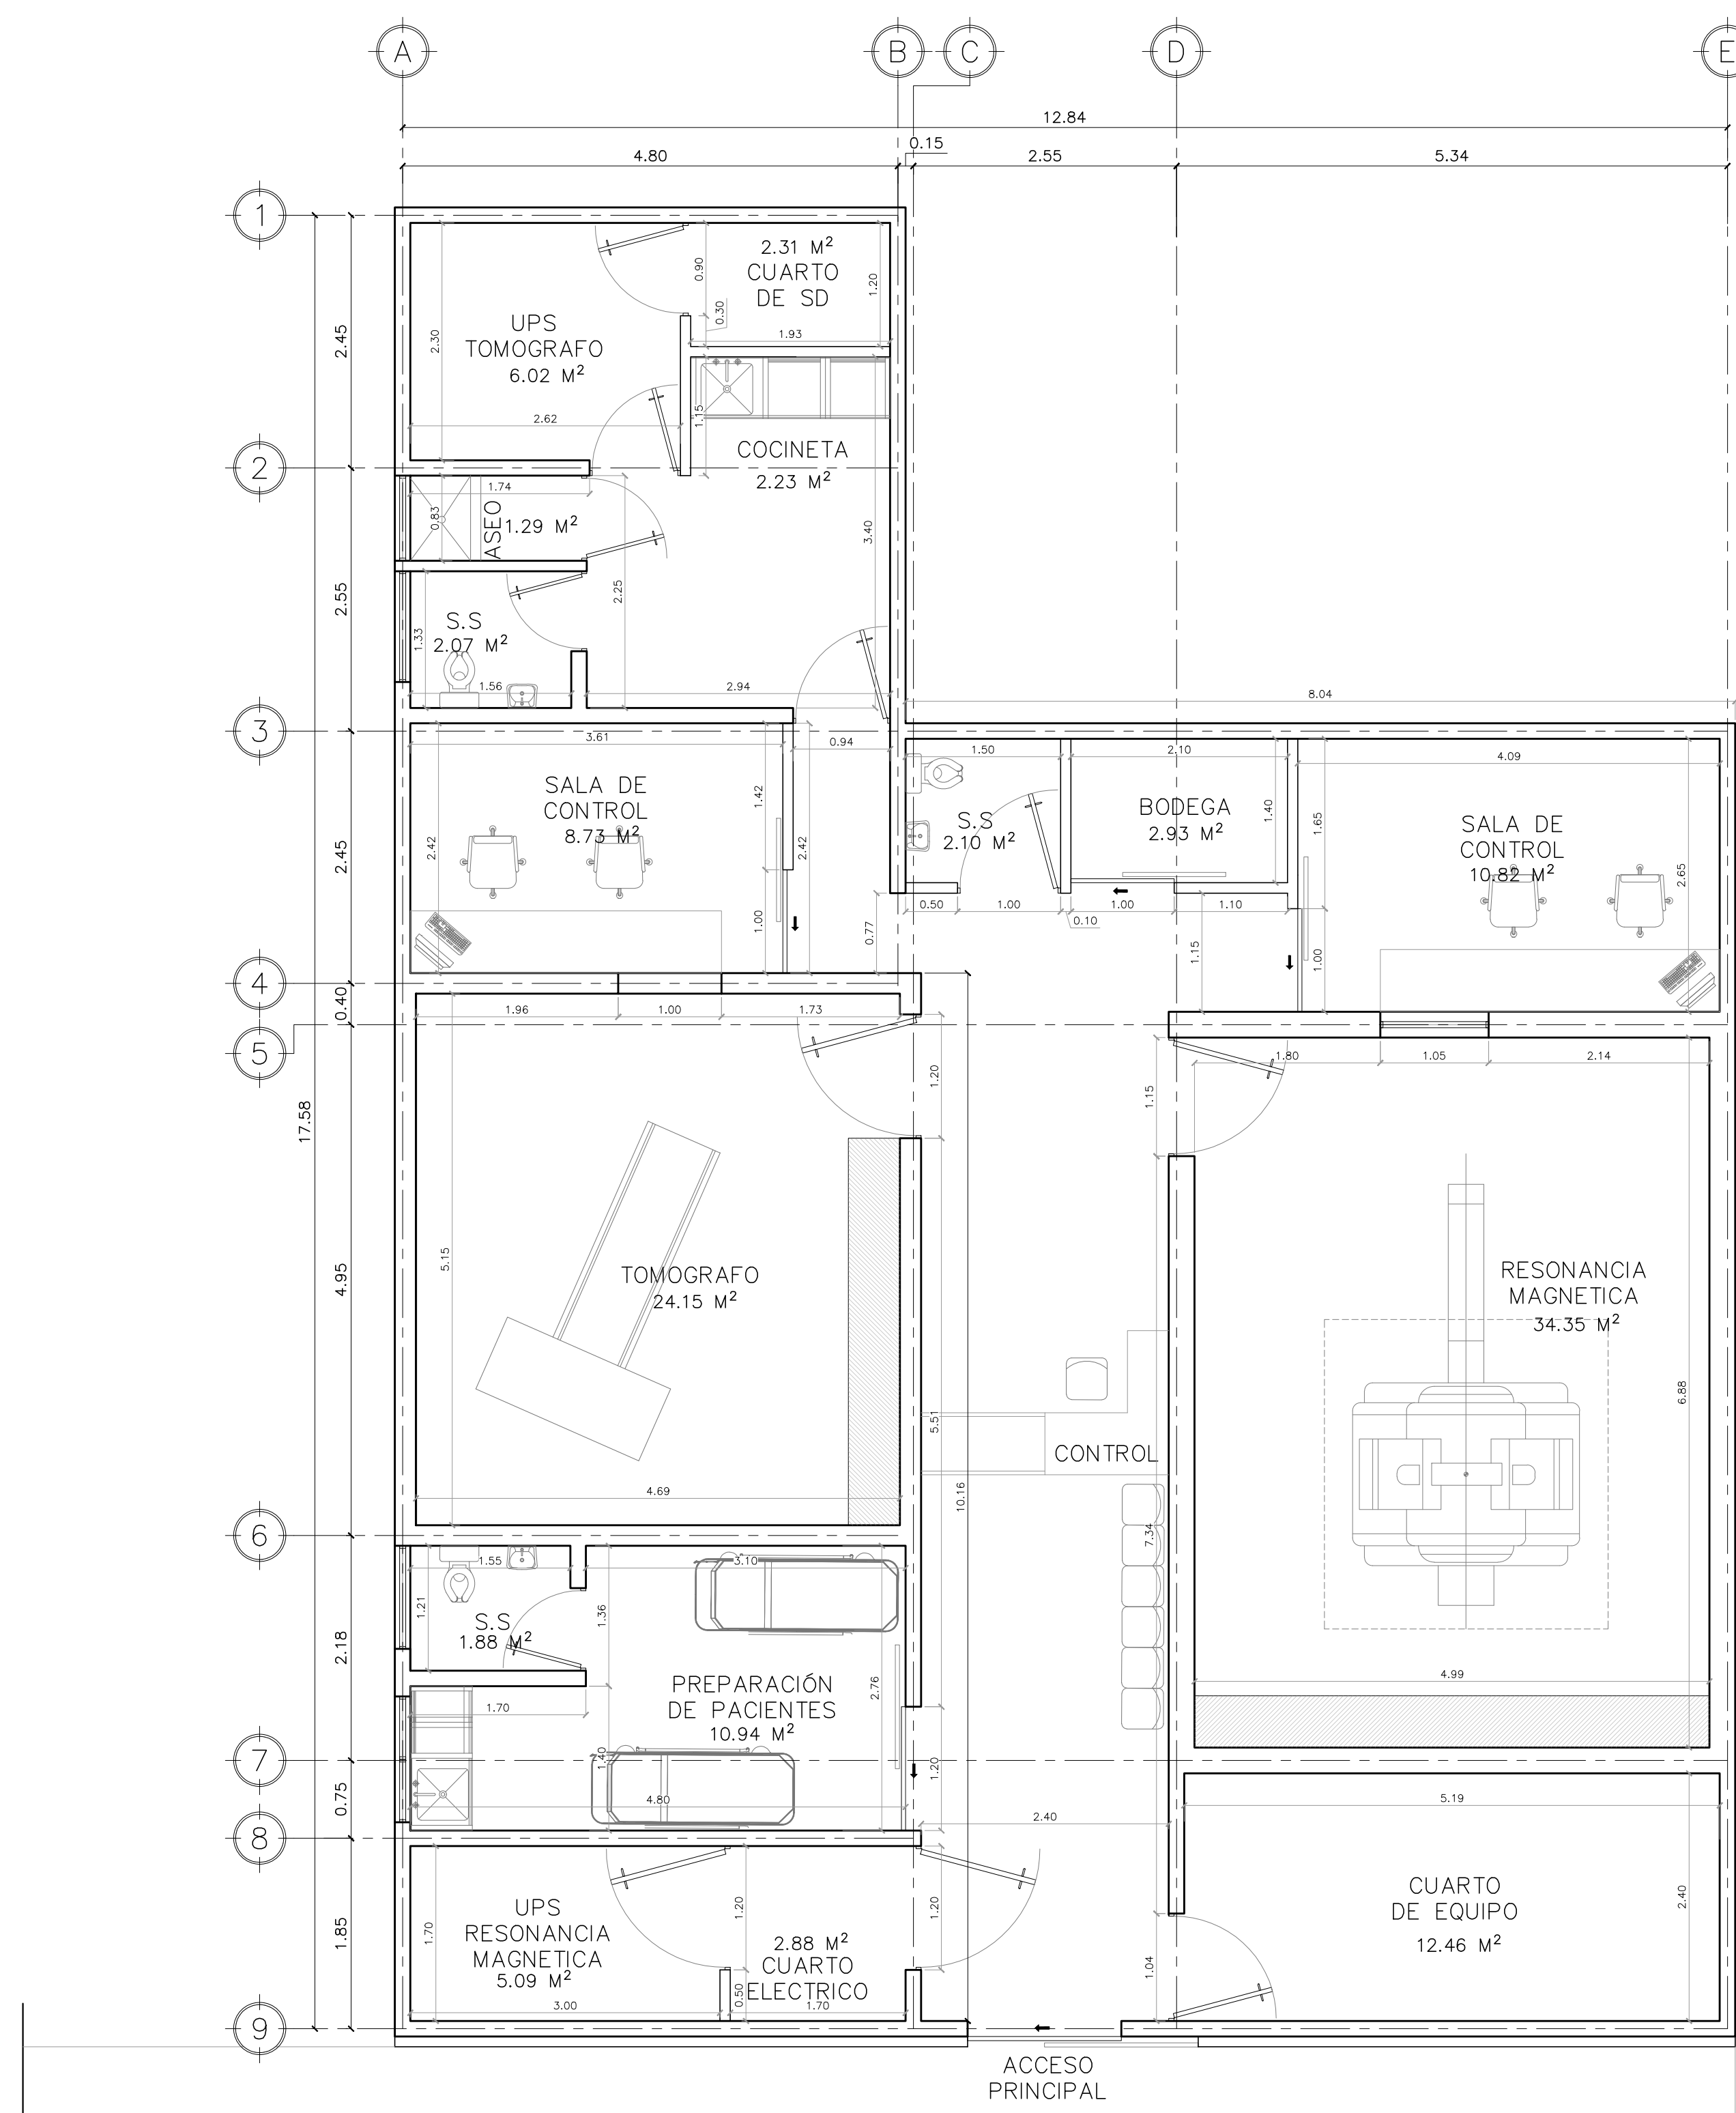 A B C D E
12.84
0.15
4.80 2.55 5.34
1
2.31 M²
CUARTO
DE SD
0.90
1.20
0.30
1.93
UPS
TOMOGRAFO
6.02 M²
2.30
2.45
2.62
1.15
COCINETA
2.23 M²
2
1.74
0.83
ASEO
1.29 M²
3.40
2.55
2.25
S.S
2.07 M²
1.33
1.56 2.94
8.04
3
3.61
0.94
1.50 2.10
4.09
SALA DE
CONTROL
8.73 M²
1.42
2.42
2.42
2.45
S.S
2.10 M²
BODEGA
2.93 M²
1.40
1.65
SALA DE
CONTROL
10.82 M²
2.65
0.50 1.00 1.00 1.10
0.10
1.00
0.77
1.15
1.00
4
0.40
1.96 1.00 1.73
5
1.80 1.05 2.14
1.20
1.15
17.58
5.15
4.95
TOMOGRAFO
24.15 M²
RESONANCIA
MAGNETICA
34.35 M²
6.88
5.51
CONTROL
10.16
4.69
7.34
6
1.55 3.10
1.21
1.36
S.S
1.88 M²
2.18
4.99
PREPARACIÓN
DE PACIENTES
10.94 M²
2.76
1.70
1.40
1.20
7
0.75
4.80
2.40
5.19
8
UPS
RESONANCIA
MAGNETICA
5.09 M²
1.70
1.85
1.20
1.20
2.88 M²
CUARTO
ELECTRICO
0.50
3.00 1.70
1.04
CUARTO
DE EQUIPO
12.46 M²
2.40
9
ACCESO
PRINCIPAL